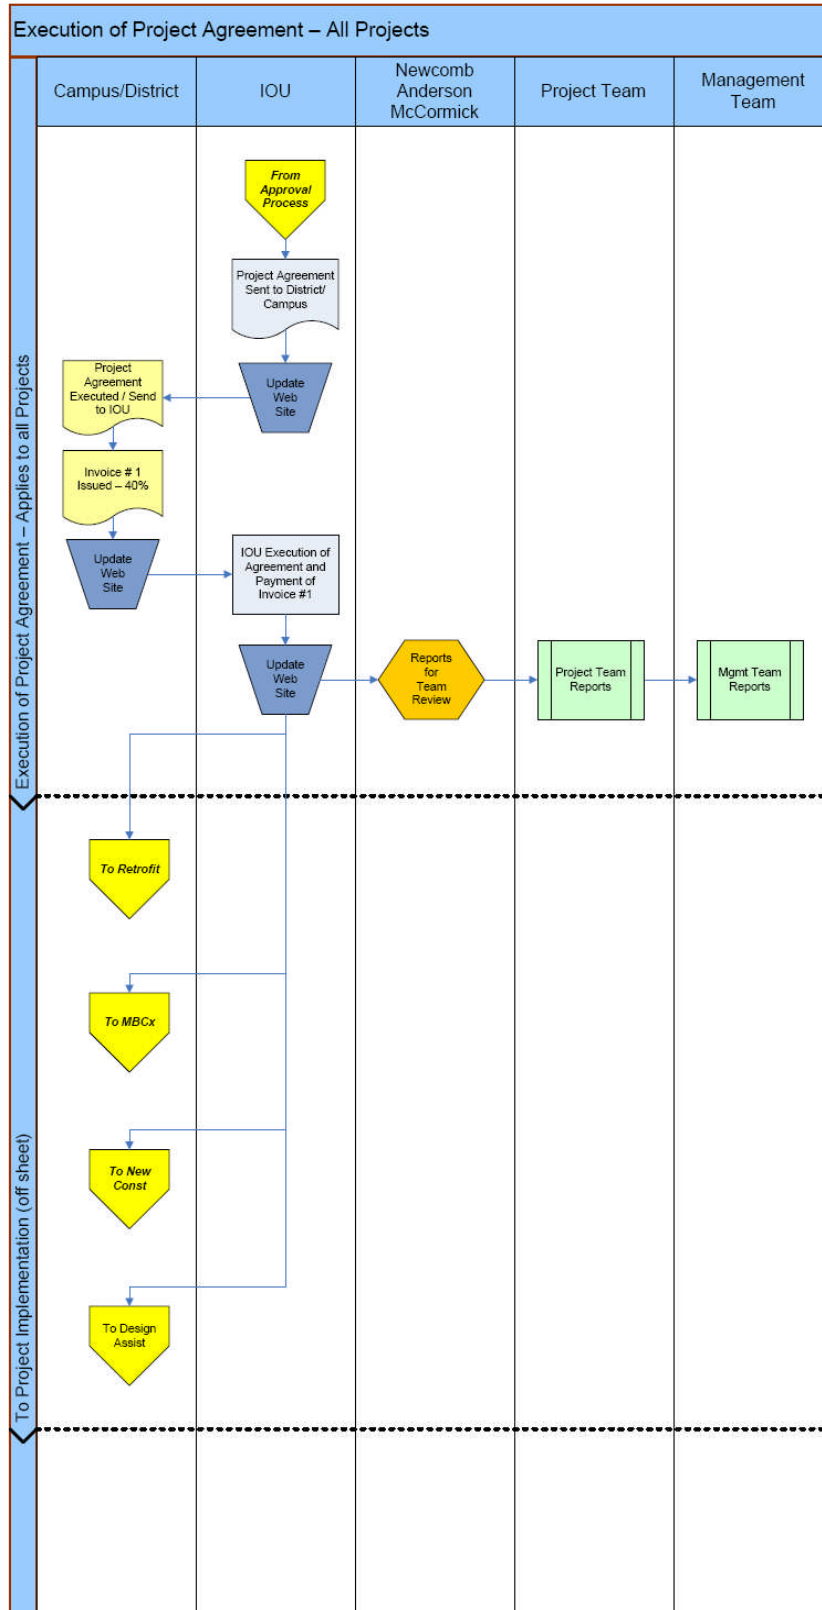 Execution of Project Agreement – All Projects
Campus/District
IOU
Newcomb
Anderson
McCormick
Project Team
Management
Team
Execution of Project Agreement – Applies to all Projects
From
Approval
Process
Project Agreement
Sent to District/
Campus
Update
Web
Site
Project
Agreement
Executed / Send
to IOU
Invoice # 1
Issued – 40%
Update
Web
Site
IOU Execution of
Agreement and
Payment of
Invoice #1
Update
Web
Site
Reports
for
Team
Review
Project Team
Reports
Mgmt Team
Reports
To Project Implementation (off sheet)
To Retrofit
To MBCx
To New
Const
To Design
Assist